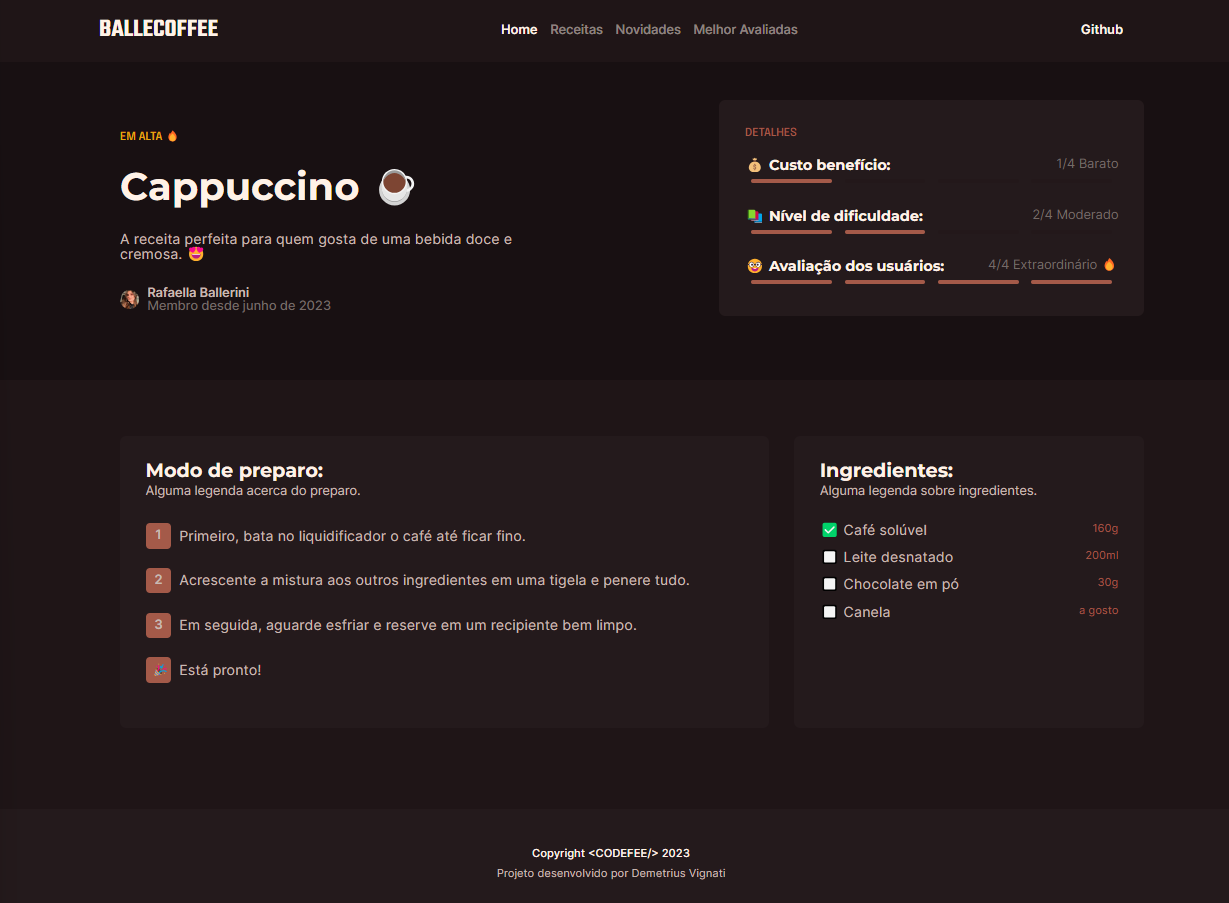 BALLECOFFEE
Home Receitas Novidades Melhor Avaliadas
Github
EM ALTA 🔥
Cappuccino ☕
A receita perfeita para quem gosta de uma bebida doce e
cremosa. 🤩
Rafaella Ballerini
Membro desde junho de 2023
DETALHES
💰 Custo benefício: 1/4 Barato
📚 Nível de dificuldade: 2/4 Moderado
🤓 Avaliação dos usuários: 4/4 Extraordinário 🔥
Modo de preparo:
Alguma legenda acerca do preparo.
1 Primeiro, bata no liquidificador o café até ficar fino.
2 Acrescente a mistura aos outros ingredientes em uma tigela e penere tudo.
3 Em seguida, aguarde esfriar e reserve em um recipiente bem limpo.
🎉 Está pronto!
Ingredientes:
Alguma legenda sobre ingredientes.
✅ Café solúvel 160g
Leite desnatado 200ml
Chocolate em pó 30g
Canela a gosto
Copyright <CODEFEE/> 2023
Projeto desenvolvido por Demetrius Vignati